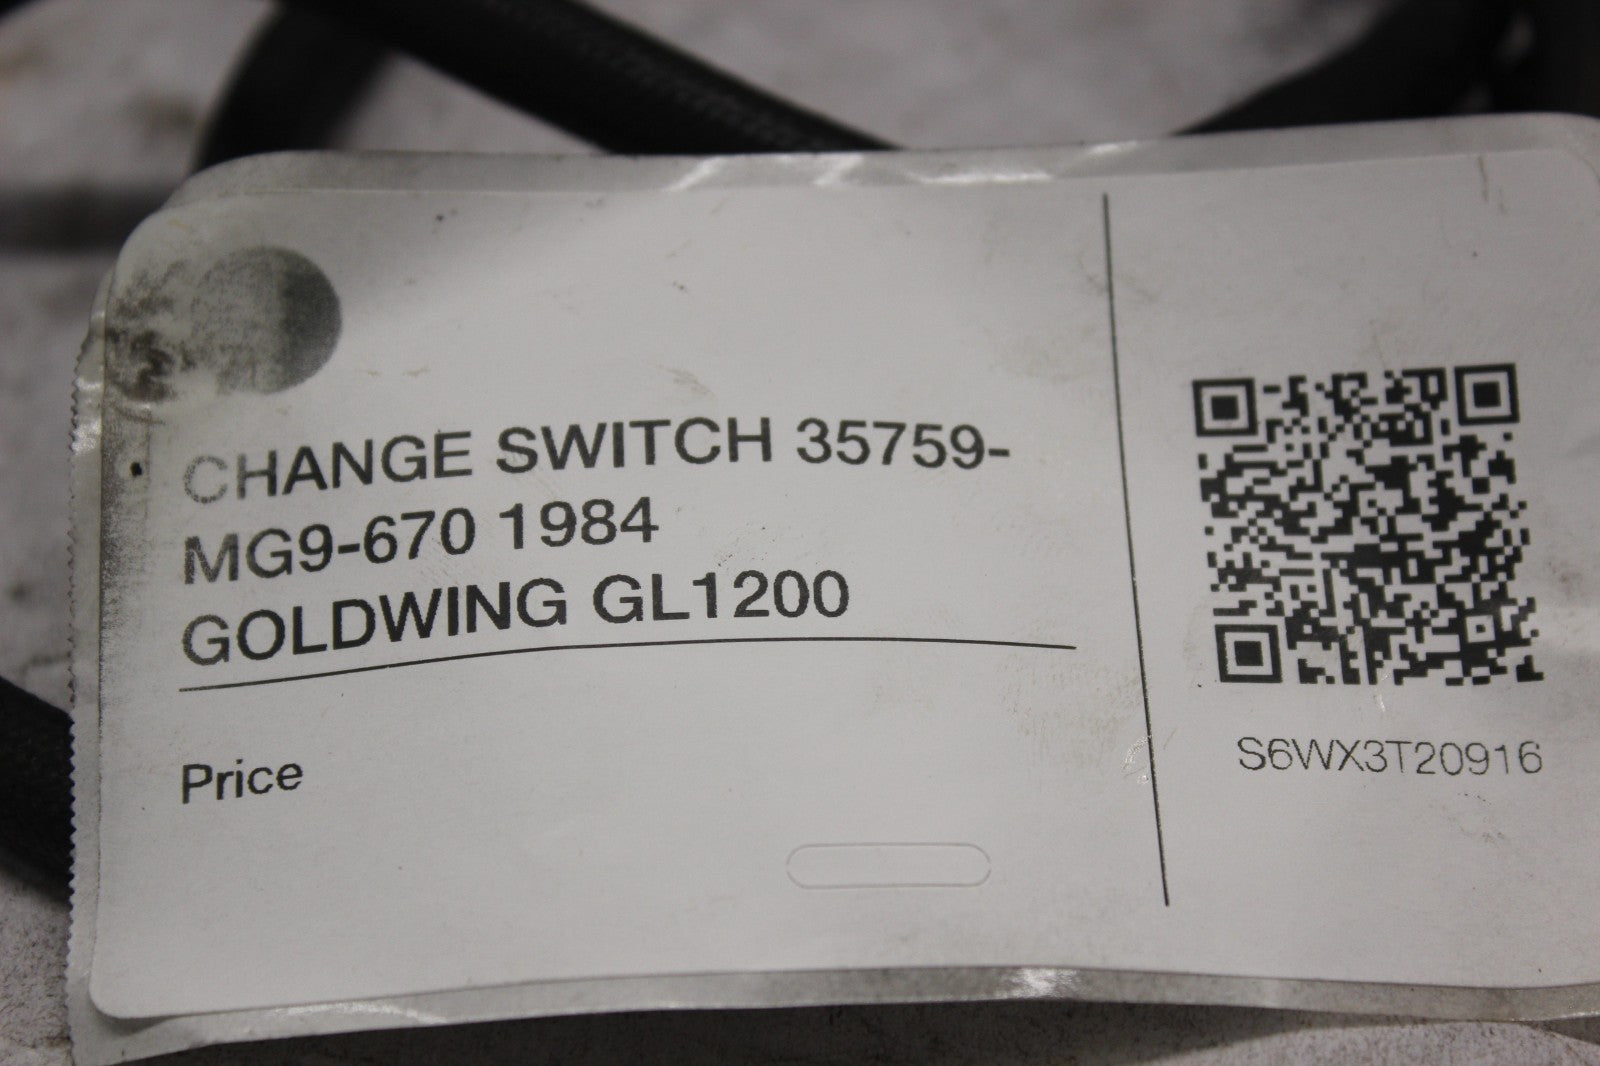 CHANGE SWITCH 35759-
MG9-670 1984
GOLDWING GL1200
Price
S6WX3T20916